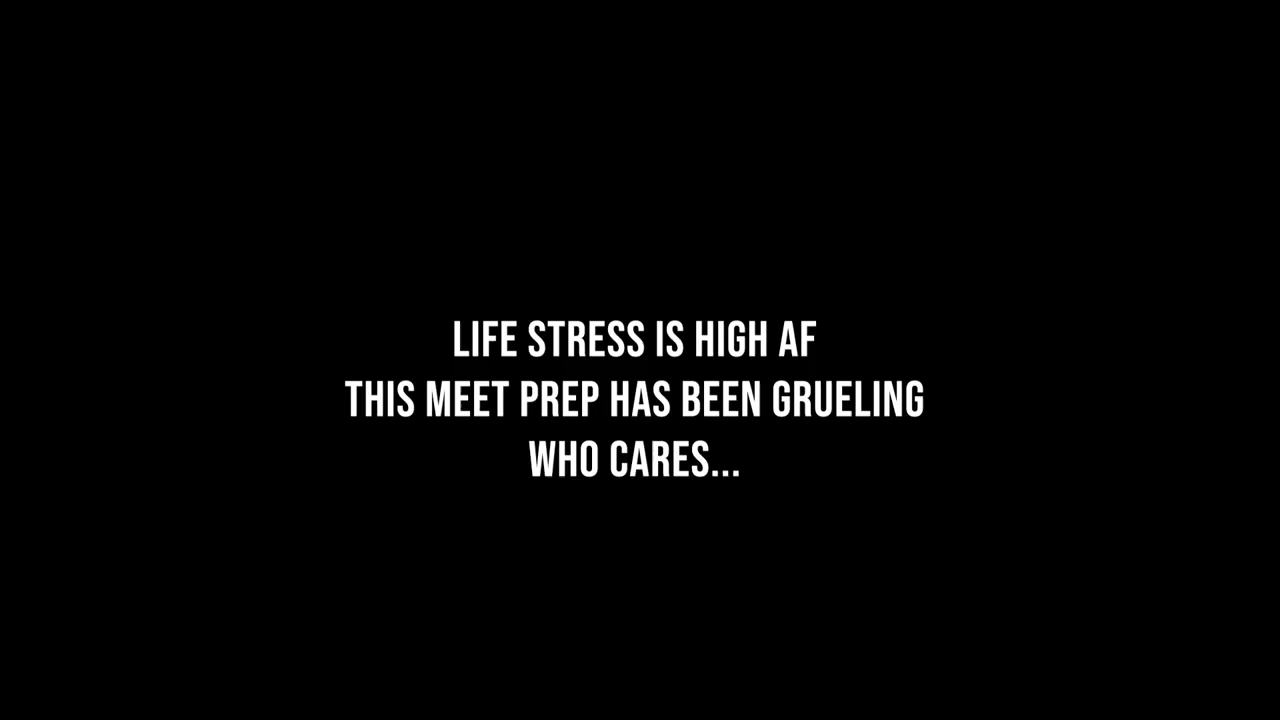 LIFE STRESS IS HIGH AF
THIS MEET PREP HAS BEEN GRUELING
WHO CARES...